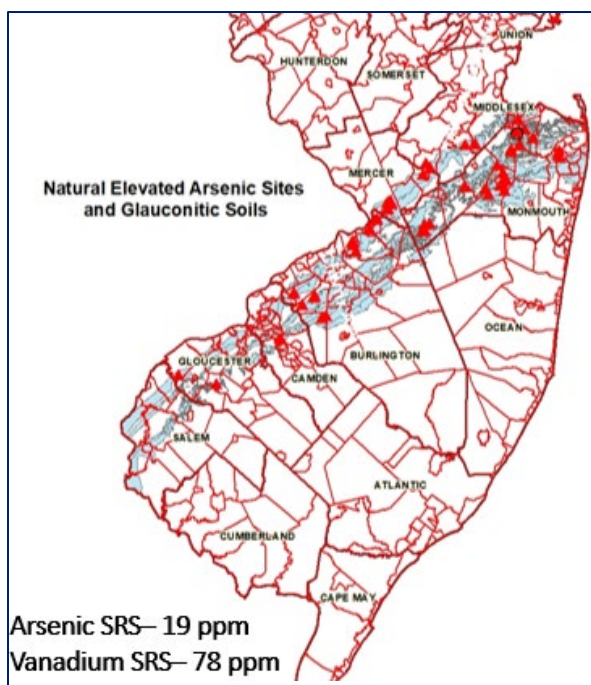 UNION
HUNTERDON
SOMERSET
MIDDLESEX
MERCER
Natural Elevated Arsenic Sites
and Glauconitic Soils
MONMOUTH
OCEAN
BURLINGTON
GLOUCESTER
CAMDEN
SALEM
ATLANTIC
CUMBERLAND
CAPE MAY
Arsenic SRS– 19 ppm
Vanadium SRS– 78 ppm